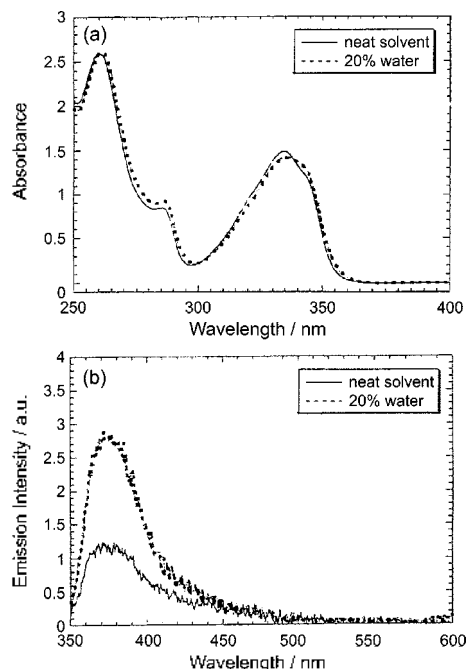 (a)
neat solvent
20% water
3
2.5
2
1.5
1
0.5
0
Absorbance
250 300 350 400
Wavelength / nm
(b)
neat solvent
20% water
4
3.5
3
2.5
2
1.5
1
0.5
0
Emission Intensity / a.u.
350 400 450 500 550 600
Wavelength / nm